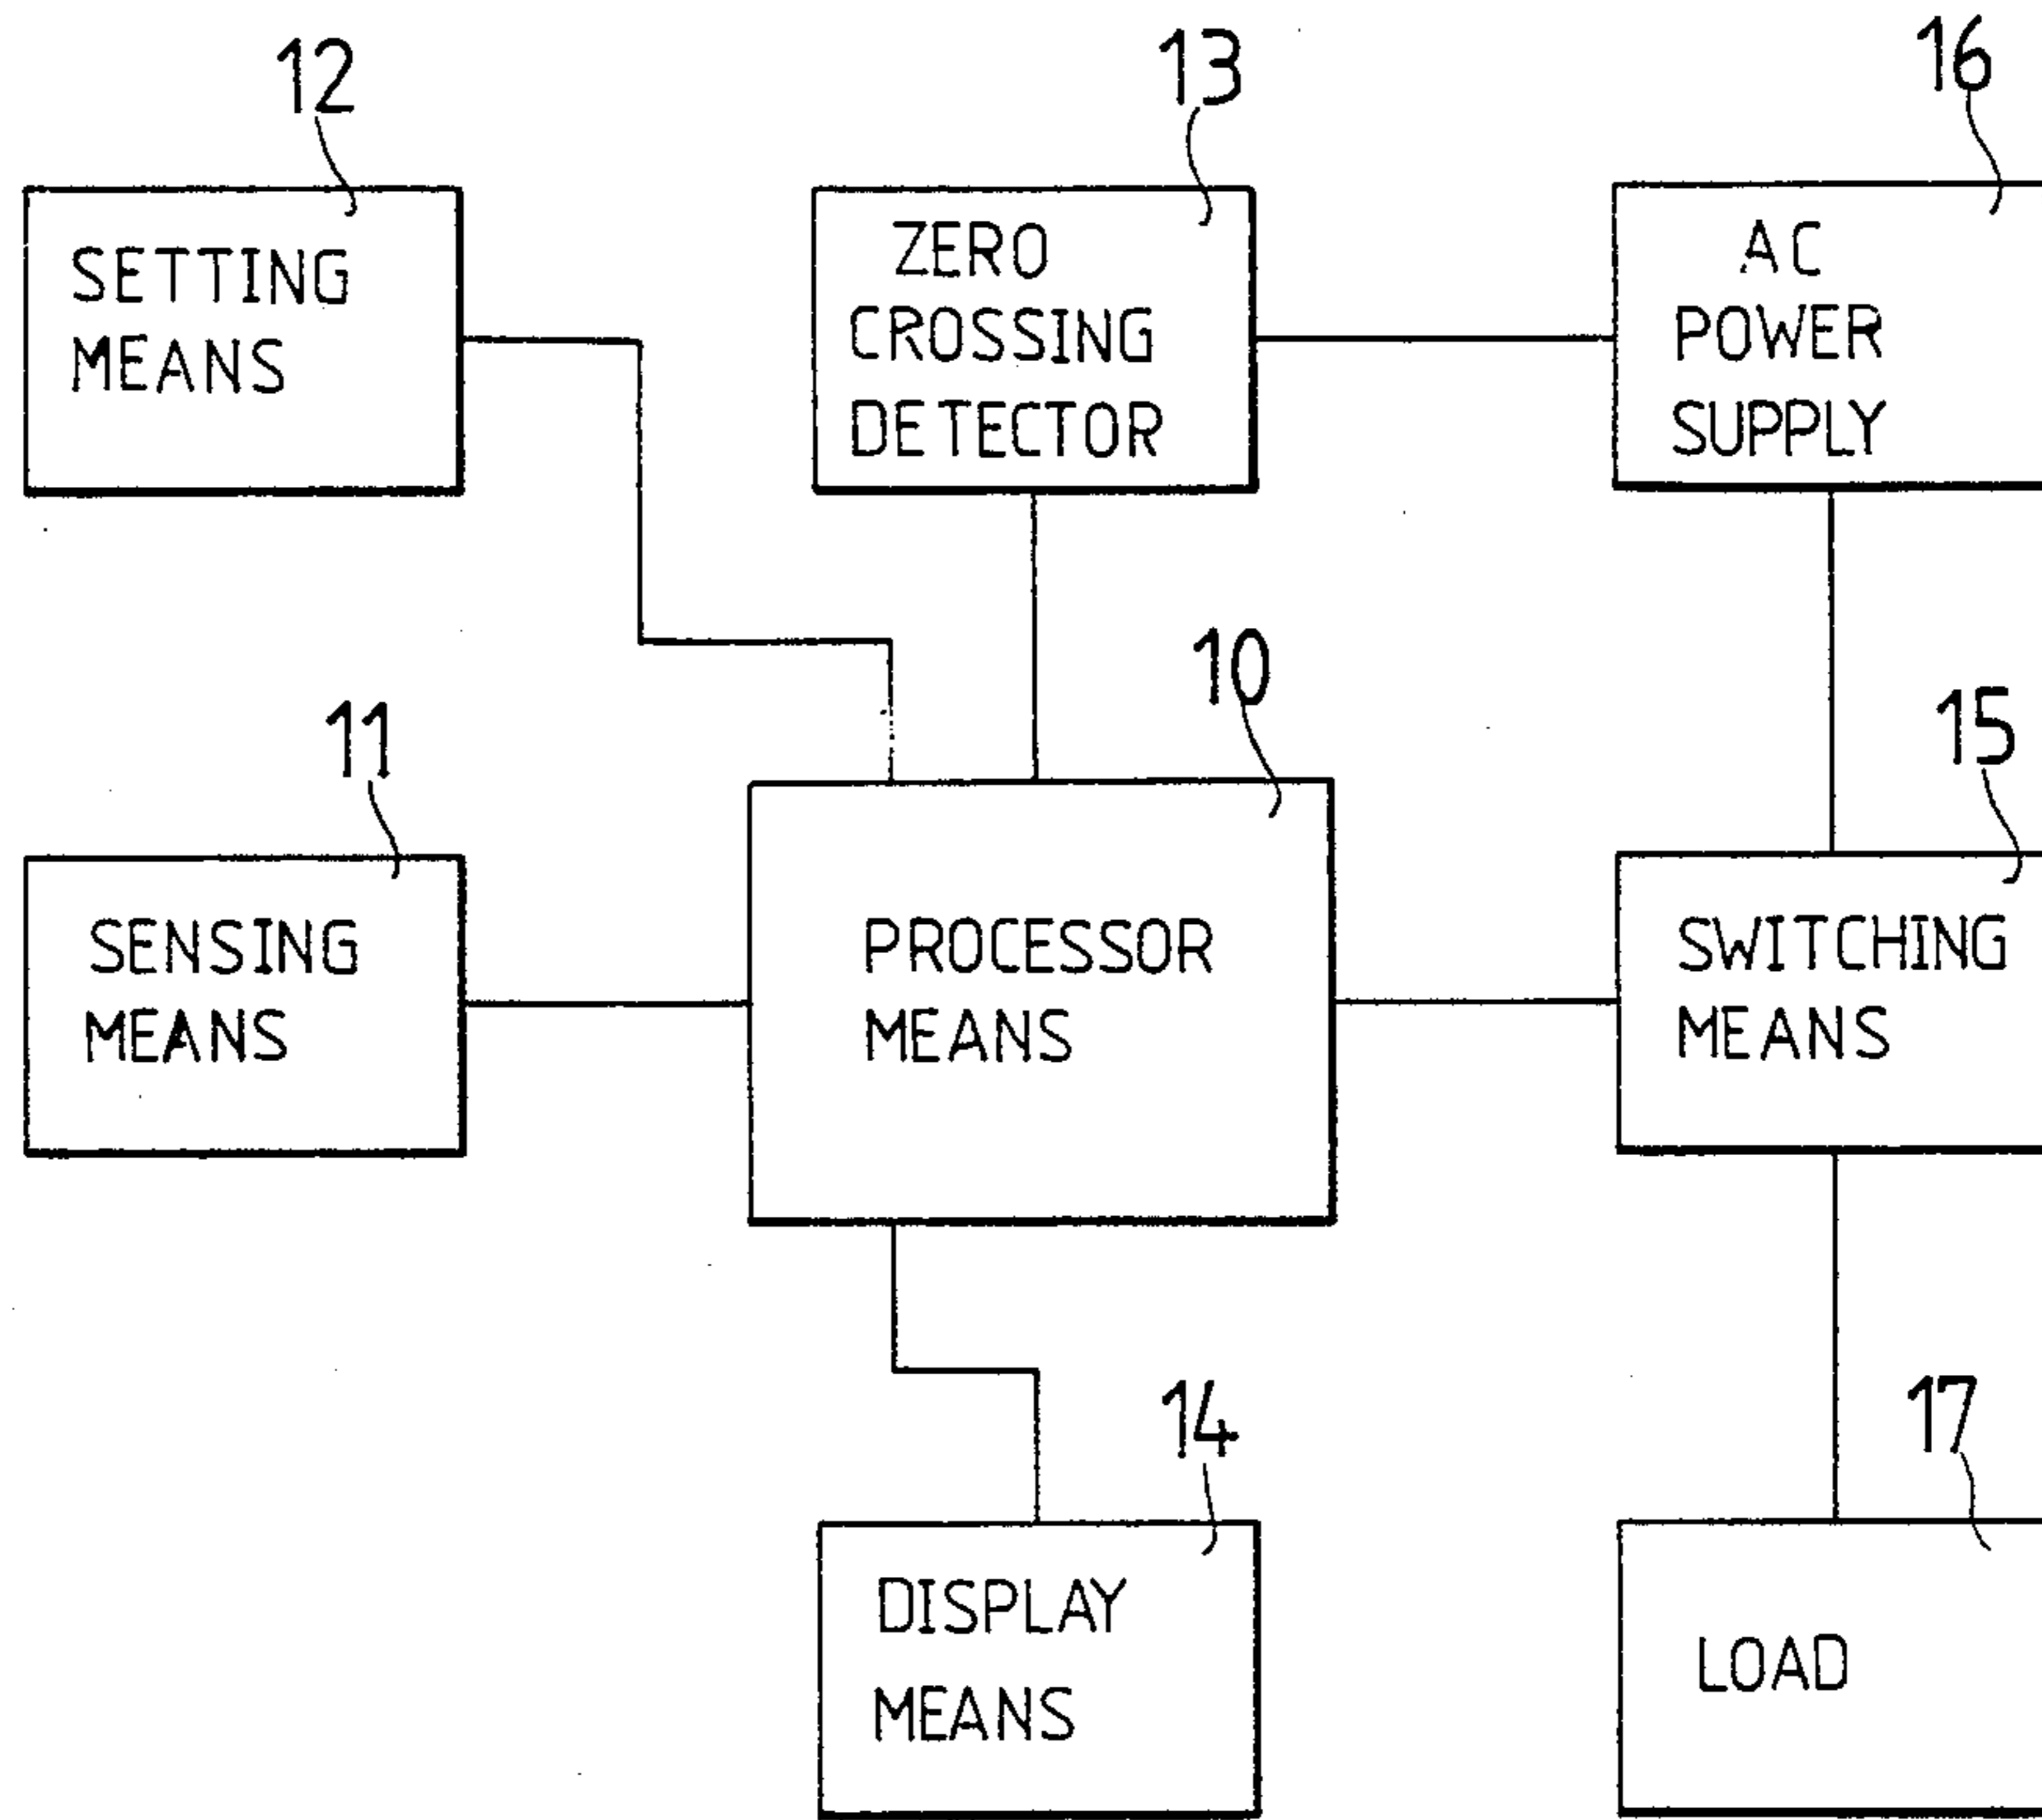 12
13
16
SETTING
MEANS
ZERO
CROSSING
DETECTOR
AC
POWER
SUPPLY
11
10
15
SENSING
MEANS
PROCESSOR
MEANS
SWITCHING
MEANS
14
17
DISPLAY
MEANS
LOAD